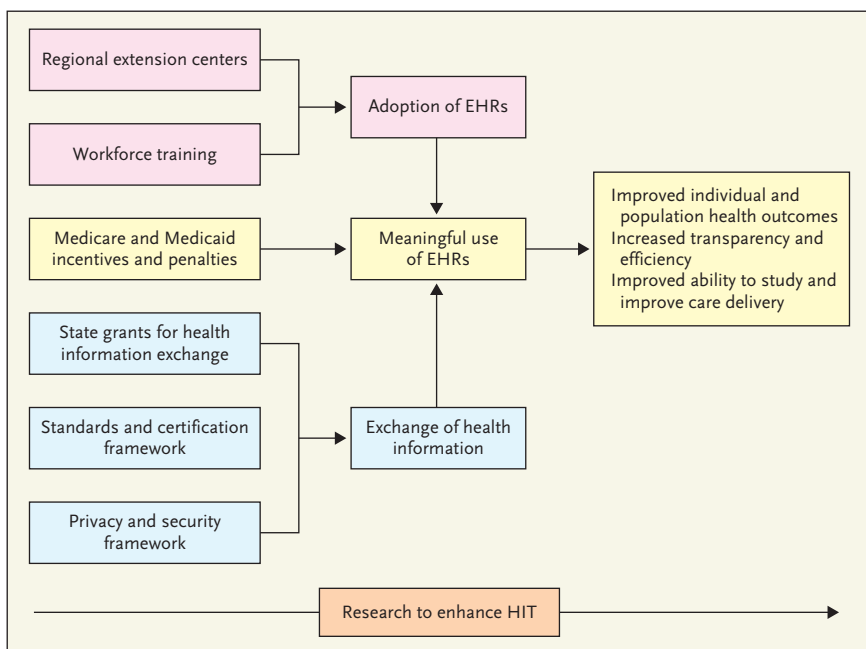 Regional extension centers
Workforce training
Adoption of EHRs
Medicare and Medicaid
incentives and penalties
Meaningful use
of EHRs
Improved individual and
population health outcomes
Increased transparency and
efficiency
Improved ability to study and
improve care delivery
State grants for health
information exchange
Standards and certification
framework
Exchange of health
information
Privacy and security
framework
Research to enhance HIT